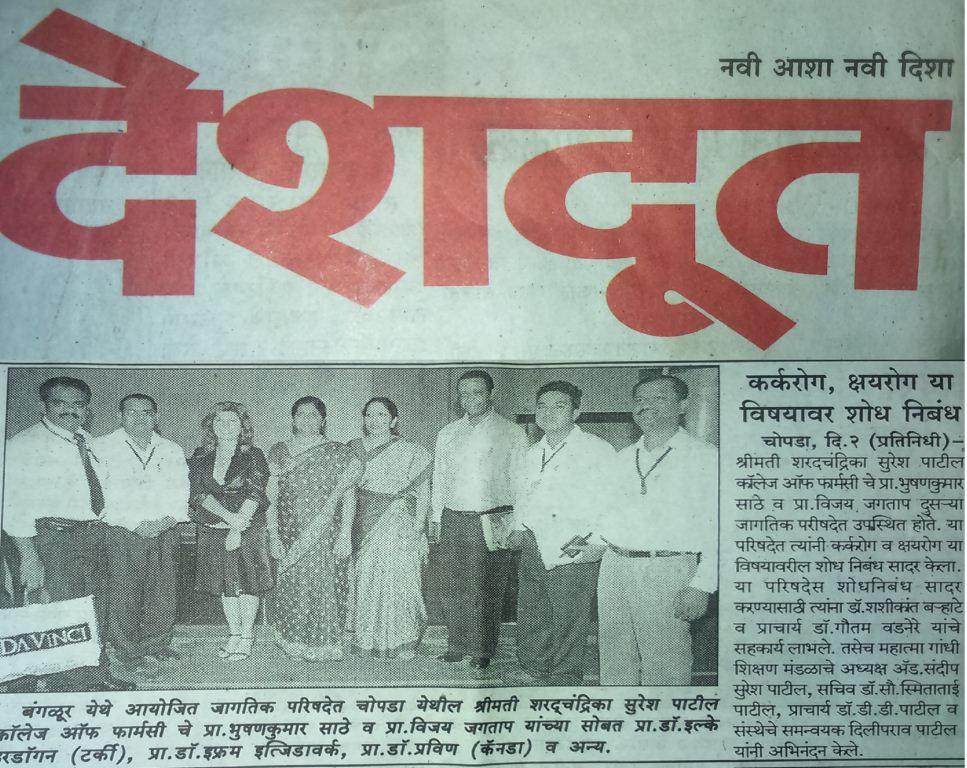 नवी आशा नवी दिशा
देशदूत
कर्करोग, क्षयरोग या
विषयावर शोध निबंध
चोपडा, दि.२ (प्रतिनिधी)–
श्रीमती शरदचंद्रिका सुरेश पाटील
कॉलेज ऑफ फार्मसी चे प्रा.भुषणकुमार
साठे व प्रा.विजय जगताप दुसऱ्या
जागतिक परीषदेत उपस्थित होते. या
परिषदेत त्यांनी कर्करोग व क्षयरोग या
विषयावरील शोध निबंध सादर केला.
या परिषदेस शोधनिबंध सादर
करण्यासाठी त्यांना डॉ.शशीकांत बऱ्हाटे
व प्राचार्य डॉ.गौतम वडनेरे यांचे
सहकार्य लाभले. तसेच महात्मा गांधी
शिक्षण मंडळाचे अध्यक्ष ॲड.संदीप
सुरेश पाटील, सचिव डॉ.सौ.स्मिताताई
पाटील, प्राचार्य डॉ.डी.डी.पाटील व
संस्थेचे समन्वयक दिलीपराव पाटील
यांनी अभिनंदन केले.
DAVINCI
बंगळूर येथे आयोजित जागतिक परिषदेत चोपडा येथील श्रीमती शरद्चंद्रिका सुरेश पाटील
कॉलेज ऑफ फार्मसी चे प्रा.भुषणकुमार साठे व प्रा.विजय जगताप यांच्या सोबत प्रा.डॉ.इल्के
रडॉगन (टर्की), प्रा.डॉ.इफ्रम इत्जिडावर्क, प्रा.डॉ.प्रविण (कॅनडा) व अन्य.